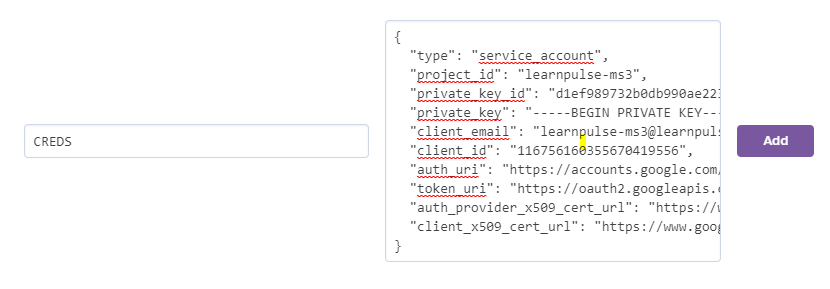 CREDS
{
"type": "service_account",
"project_id": "learnpulse-ms3",
"private_key_id": "d1ef989732b0db990ae223
"private_key": "-----BEGIN PRIVATE KEY---
"client_email": "learnpulse-ms3@learnpuls
"client_id": "116756160355670419556",
"auth_uri": "https://accounts.google.com/
"token_uri": "https://oauth2.googleapis.c
"auth_provider_x509_cert_url": "https://w
"client_x509_cert_url": "https://www.goog
}
Add